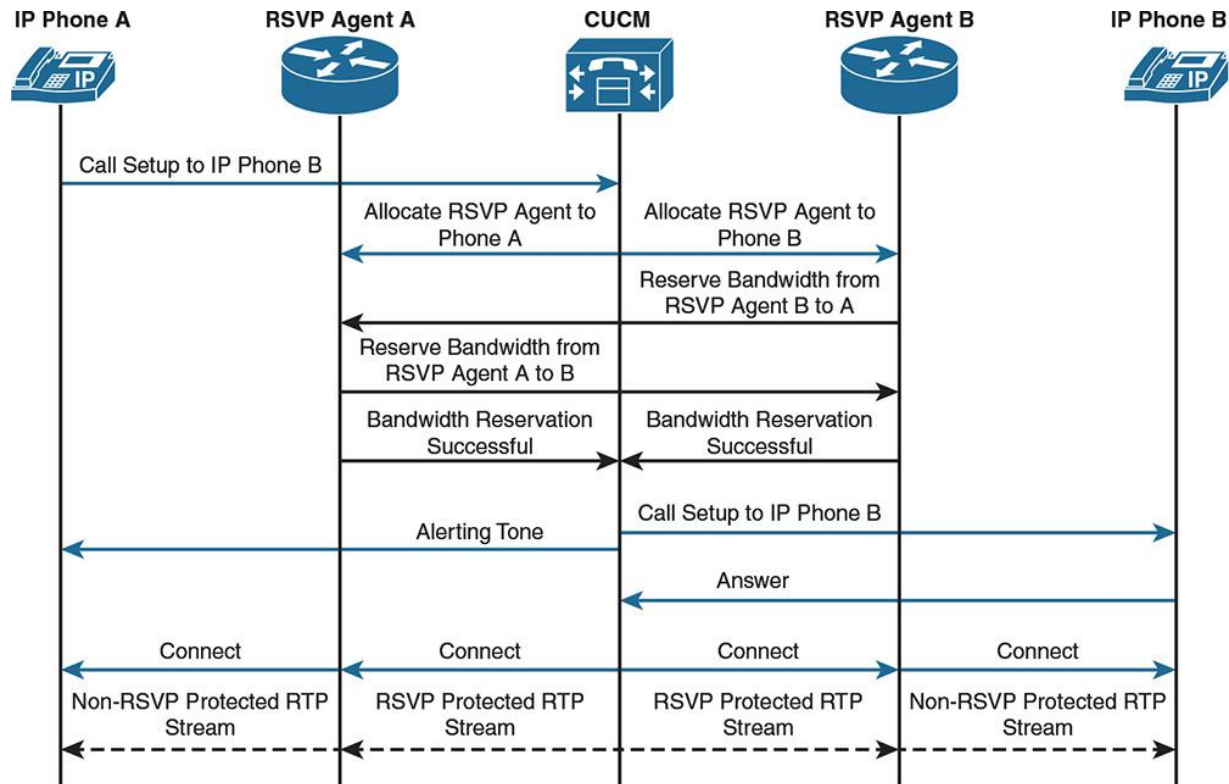 IP Phone A
RSVP Agent A
CUCM
RSVP Agent B
IP Phone B
IP
IP
Call Setup to IP Phone B
Allocate RSVP Agent to
Phone A
Allocate RSVP Agent to
Phone B
Reserve Bandwidth from
RSVP Agent B to A
Reserve Bandwidth from
RSVP Agent A to B
Bandwidth Reservation
Successful
Bandwidth Reservation
Successful
Call Setup to IP Phone B
Alerting Tone
Answer
Connect
Connect
Connect
Connect
Non-RSVP Protected RTP
Stream
RSVP Protected RTP
Stream
RSVP Protected RTP
Stream
Non-RSVP Protected RTP
Stream